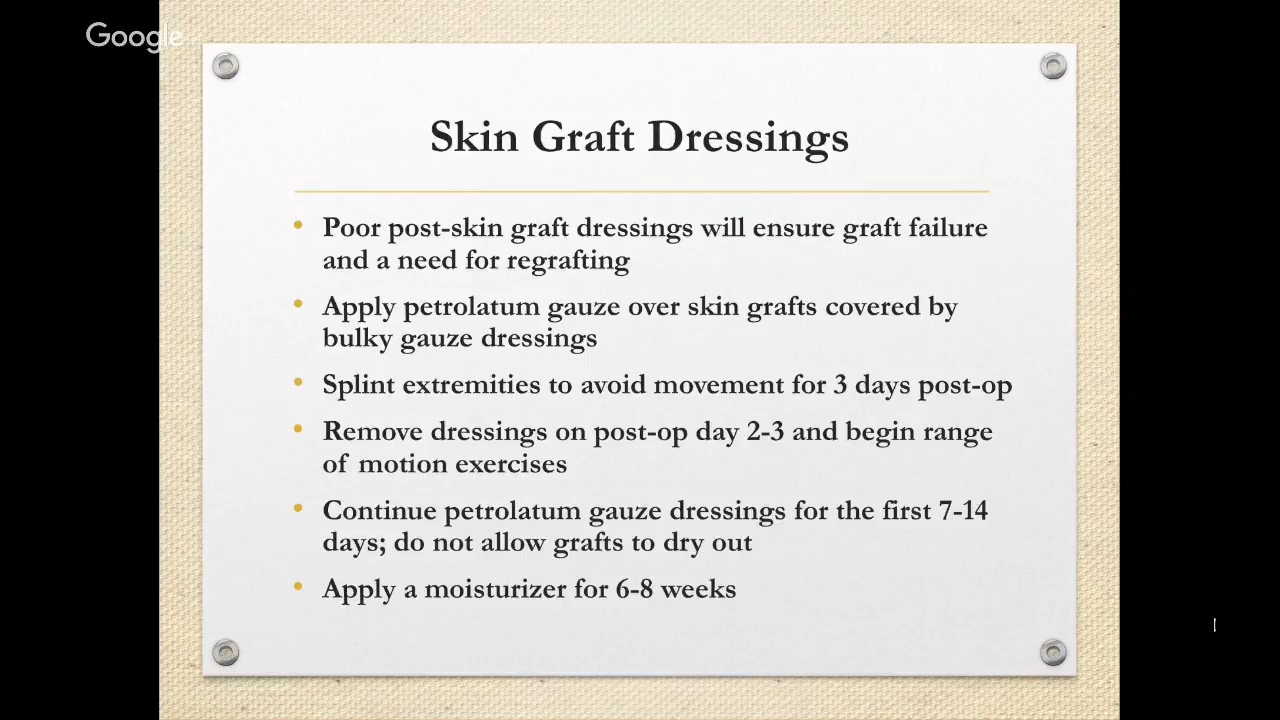 Google
Skin Graft Dressings
• Poor post-skin graft dressings will ensure graft failure
and a need for regrafting
• Apply petrolatum gauze over skin grafts covered by
bulky gauze dressings
• Splint extremities to avoid movement for 3 days post-op
• Remove dressings on post-op day 2-3 and begin range
of motion exercises
• Continue petrolatum gauze dressings for the first 7-14
days; do not allow grafts to dry out
• Apply a moisturizer for 6-8 weeks